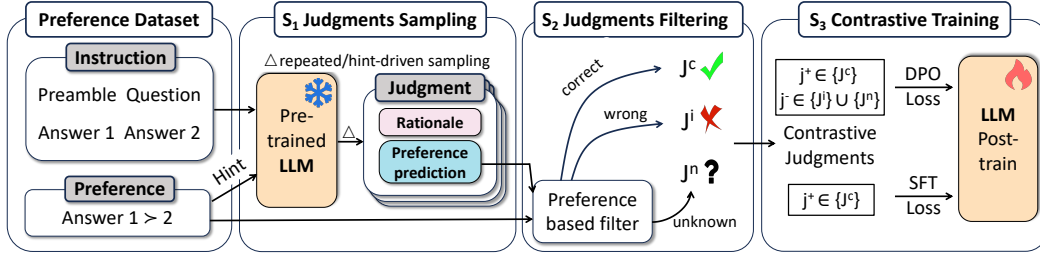 Preference Dataset
Instruction
Preamble Question
Answer 1 Answer 2
Preference
Answer 1 ≻ 2
Hint
S₁ Judgments Sampling
△ repeated/hint-driven sampling
Pre-
trained
LLM
△
Judgment
Rationale
Preference
prediction
S₂ Judgments Filtering
correct
wrong
unknown
Jᶜ
Jⁱ
Jⁿ ?
Preference
based filter
S₃ Contrastive Training
j⁺ ∈ {Jᶜ}
j⁻ ∈ {Jⁱ} ∪ {Jⁿ}
Contrastive
Judgments
j⁺ ∈ {Jᶜ}
DPO
Loss
SFT
Loss
LLM
Post-
train